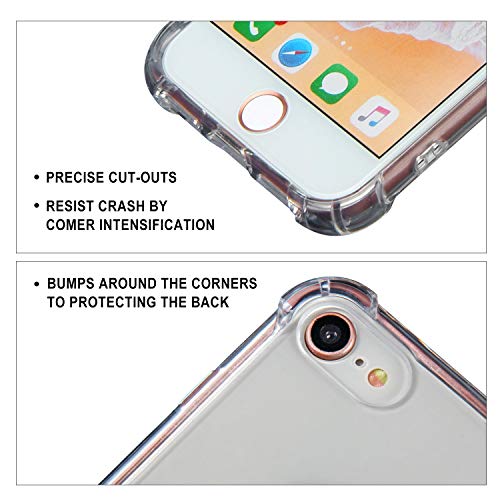 • PRECISE CUT-OUTS
• RESIST CRASH BY
COMER INTENSIFICATION
• BUMPS AROUND THE CORNERS
TO PROTECTING THE BACK